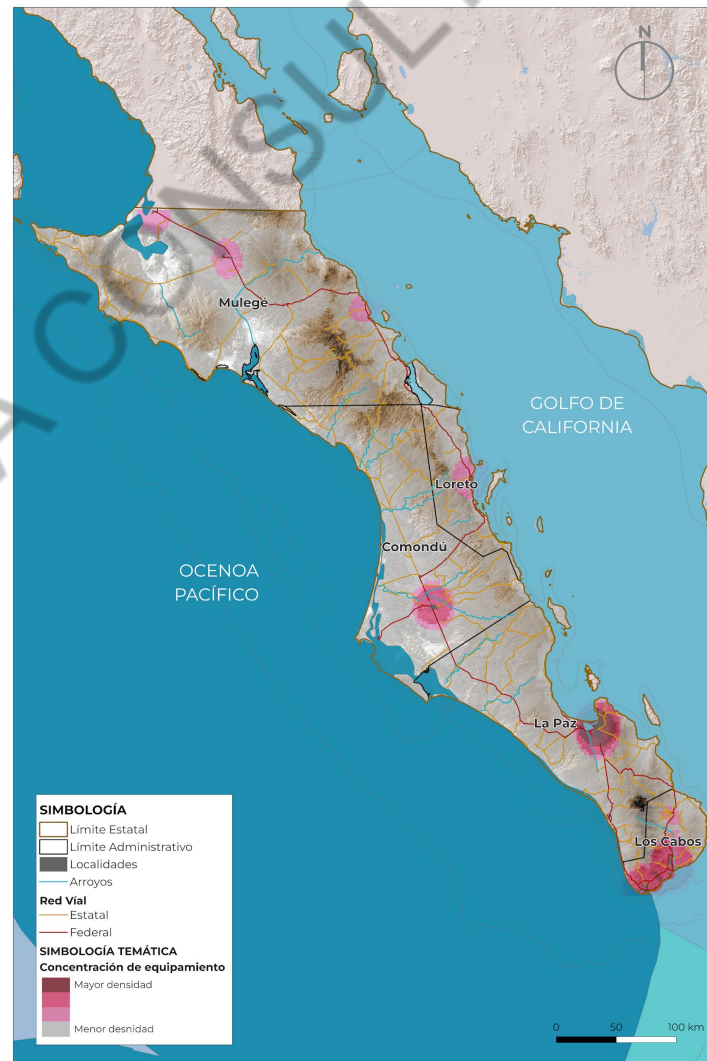 N
A CONSUL
Mulegé
GOLFO DE
CALIFORNIA
Loreto
Comondú
OCENOA
PACÍFICO
La Paz
Los Cabos
SIMBOLOGÍA
Límite Estatal
Límite Administrativo
Localidades
Arroyos
Red Víal
Estatal
Federal
SIMBOLOGÍA TEMÁTICA
Concentración de equipamiento
Mayor densidad
Menor desnidad
0 50 100 km